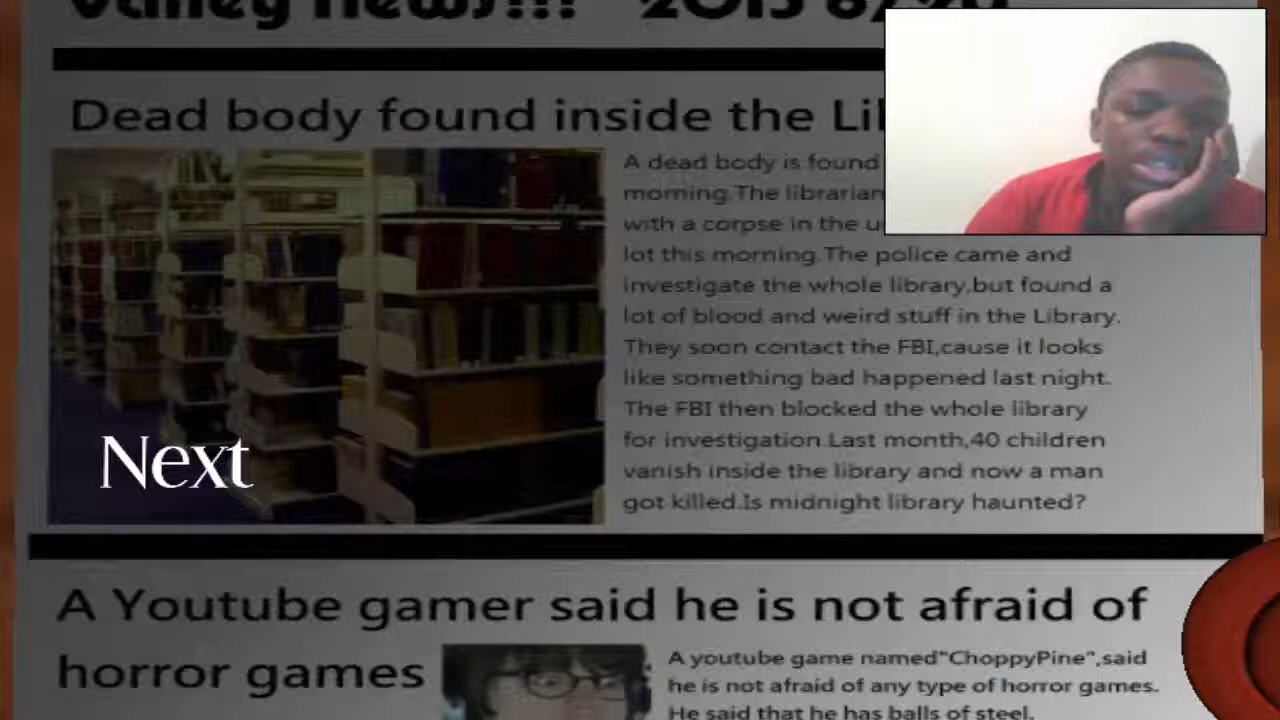 Valley News!!! 2015 8/20
Dead body found inside the
A dead body is found
morning.The librarian
with a corpse in the
lot this morning.The police came and
investigate the whole library,but found a
lot of blood and weird stuff in the Library.
They soon contact the FBI,cause it looks
like something bad happened last night.
The FBI then blocked the whole library
for investigation.Last month,40 children
vanish inside the library and now a man
got killed.Is midnight library haunted?
Next
A Youtube gamer said he is not afraid of
horror games
A youtube game named"ChoppyPine",said
he is not afraid of any type of horror games.
He said that he has balls of steel.